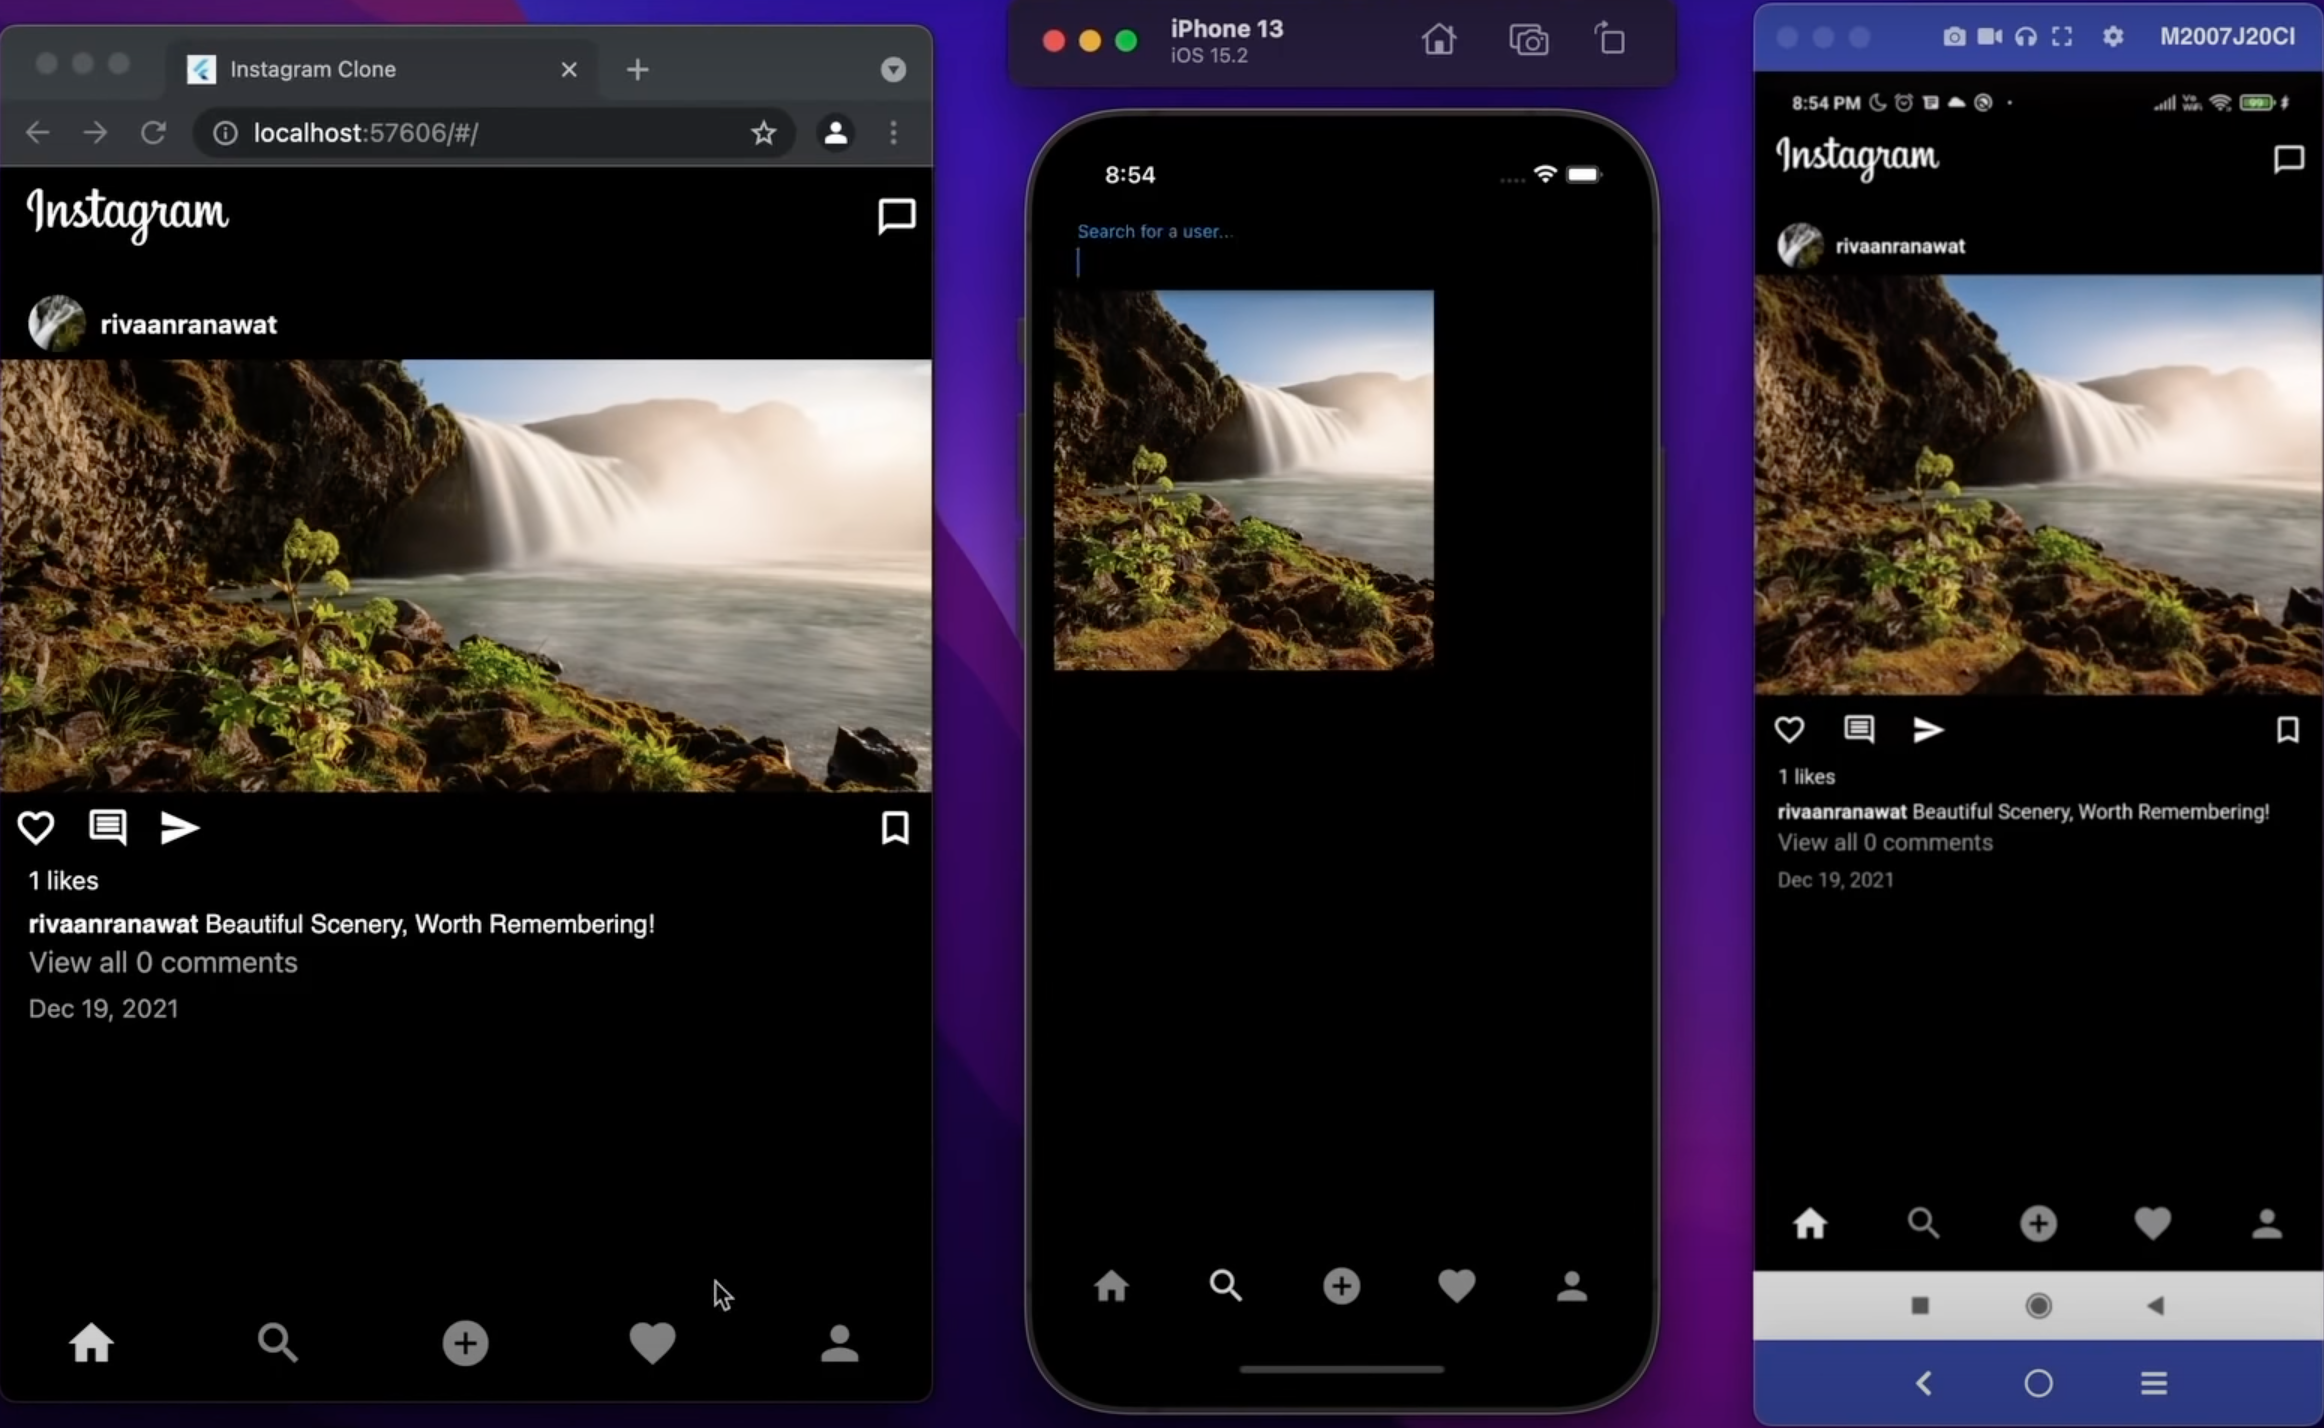 Instagram Clone
localhost:57606/#/
Instagram
rivaanranawat
1 likes
rivaanranawat Beautiful Scenery, Worth Remembering!
View all 0 comments
Dec 19, 2021
iPhone 13
iOS 15.2
8:54
Search for a user...
M2007J20CI
8:54 PM
99
Instagram
rivaanranawat
1 likes
rivaanranawat Beautiful Scenery, Worth Remembering!
View all 0 comments
Dec 19, 2021